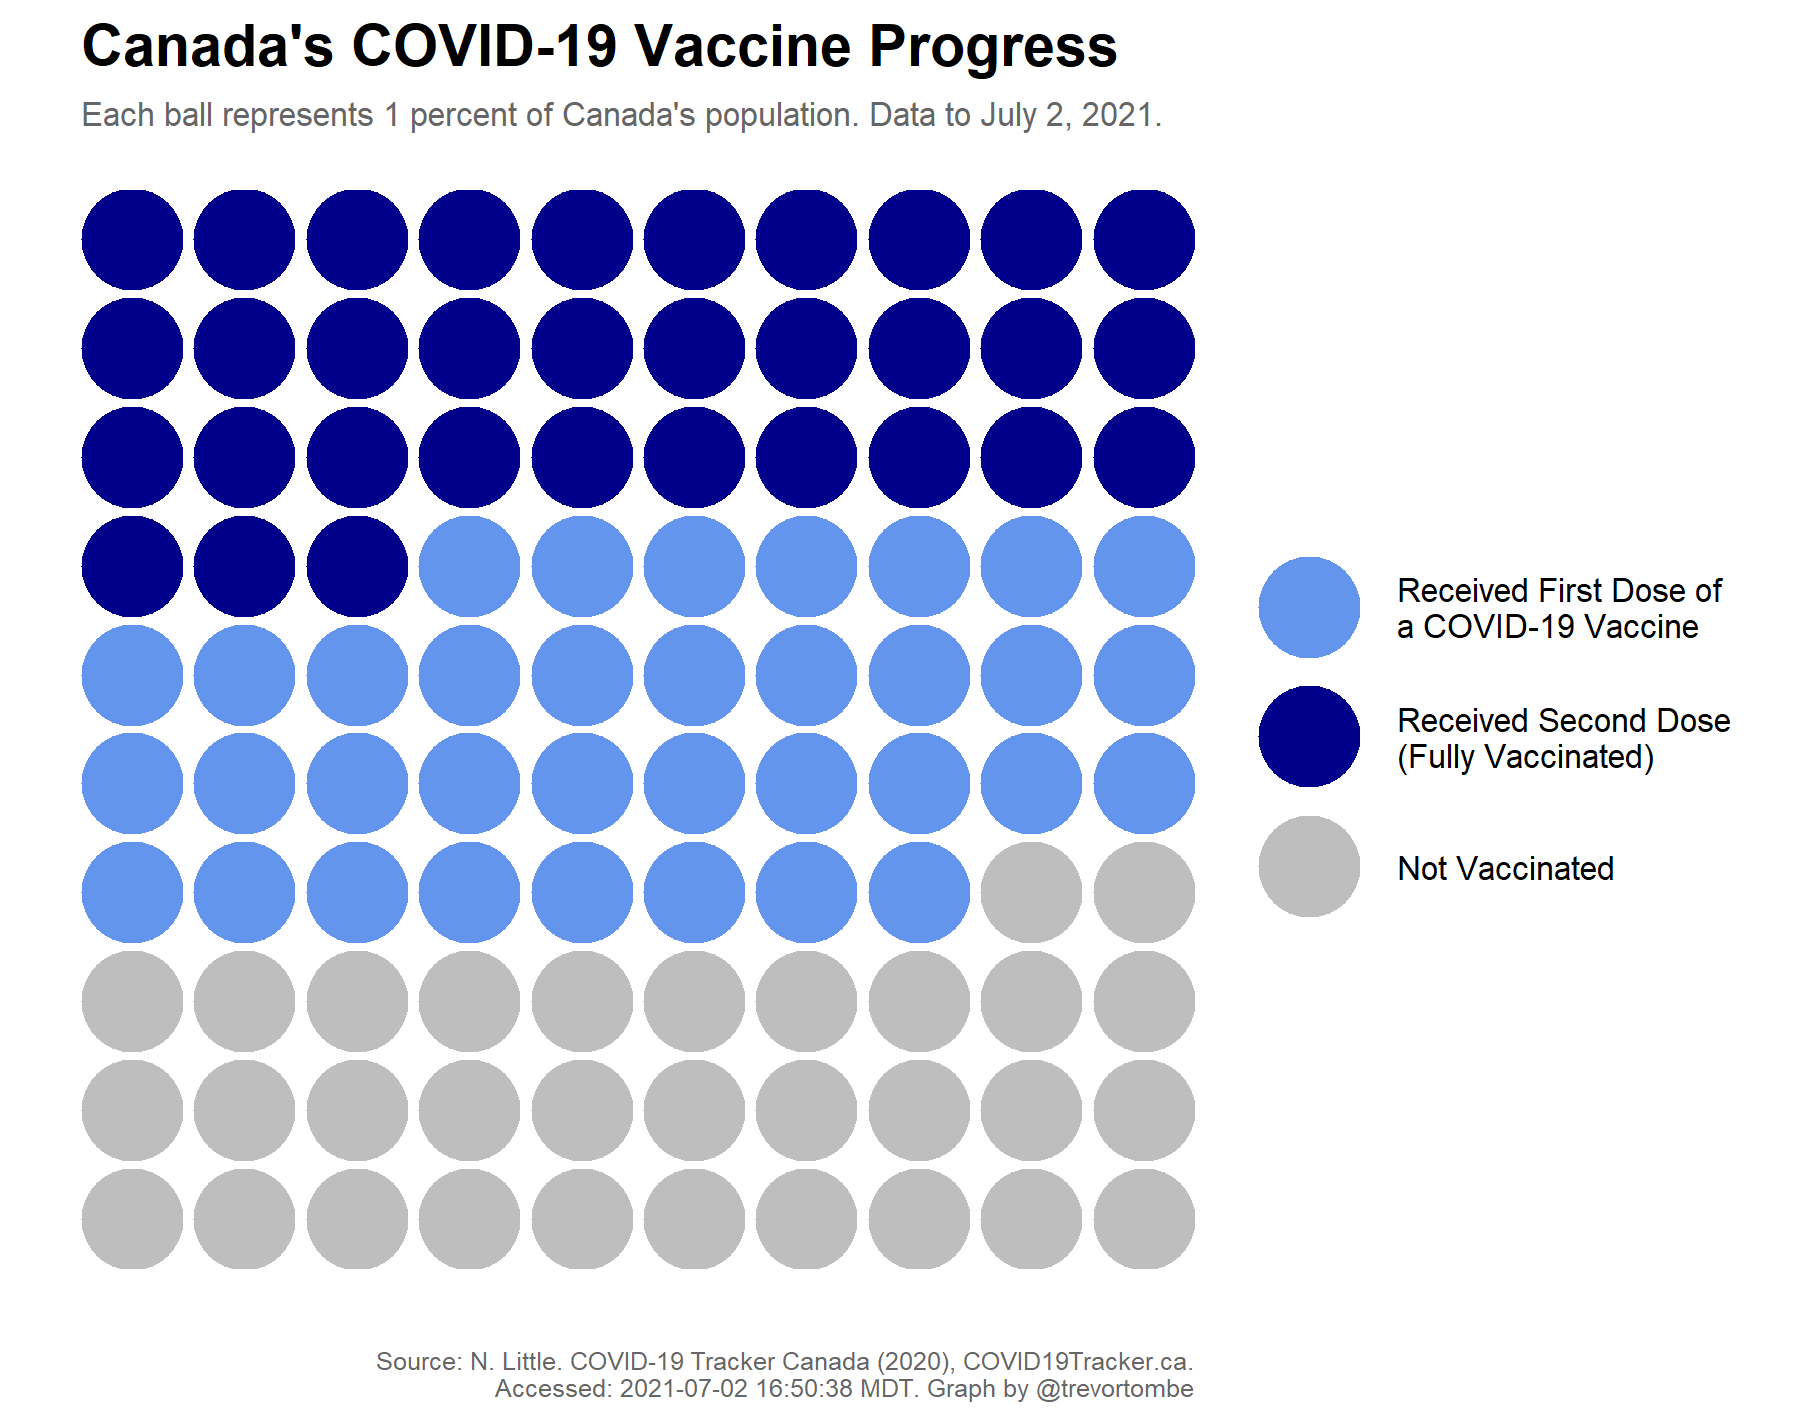 Canada's COVID-19 Vaccine Progress
Each ball represents 1 percent of Canada's population. Data to July 2, 2021.
Received First Dose of
a COVID-19 Vaccine
Received Second Dose
(Fully Vaccinated)
Not Vaccinated
Source: N. Little. COVID-19 Tracker Canada (2020), COVID19Tracker.ca.
Accessed: 2021-07-02 16:50:38 MDT. Graph by @trevortombe